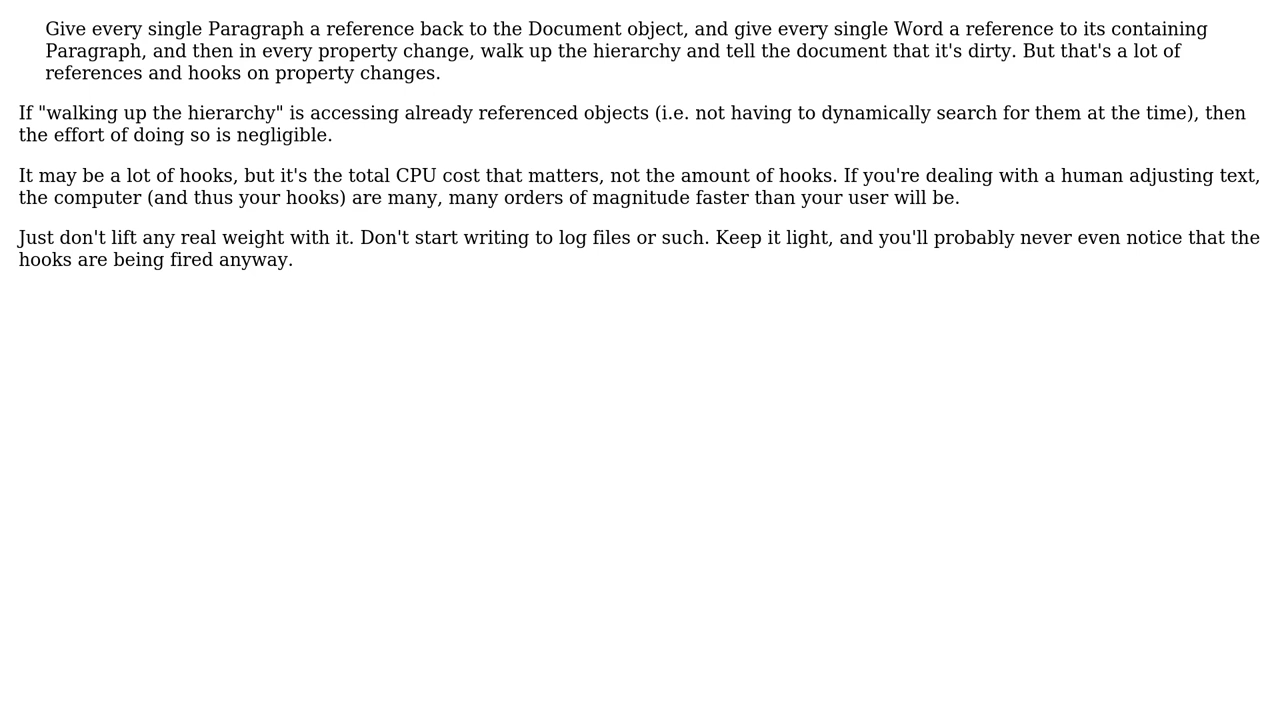 Give every single Paragraph a reference back to the Document object, and give every single Word a reference to its containing
Paragraph, and then in every property change, walk up the hierarchy and tell the document that it's dirty. But that's a lot of
references and hooks on property changes.
If "walking up the hierarchy" is accessing already referenced objects (i.e. not having to dynamically search for them at the time), then
the effort of doing so is negligible.
It may be a lot of hooks, but it's the total CPU cost that matters, not the amount of hooks. If you're dealing with a human adjusting text,
the computer (and thus your hooks) are many, many orders of magnitude faster than your user will be.
Just don't lift any real weight with it. Don't start writing to log files or such. Keep it light, and you'll probably never even notice that the
hooks are being fired anyway.